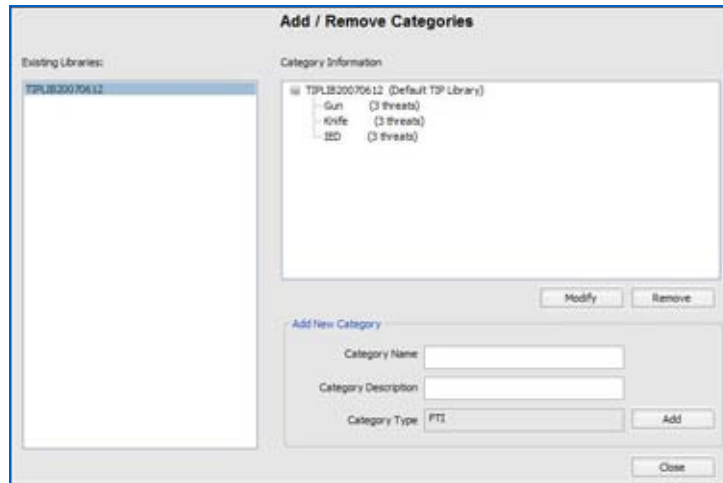 Add / Remove Categories
Existing Libraries:
TIPLIB20070612
Category Information
TIPLIB20070612 (Default TIP Library)
Gun (3 threats)
Knife (3 threats)
IED (3 threats)
Modify
Remove
Add New Category
Category Name
Category Description
Category Type FTI
Add
Close